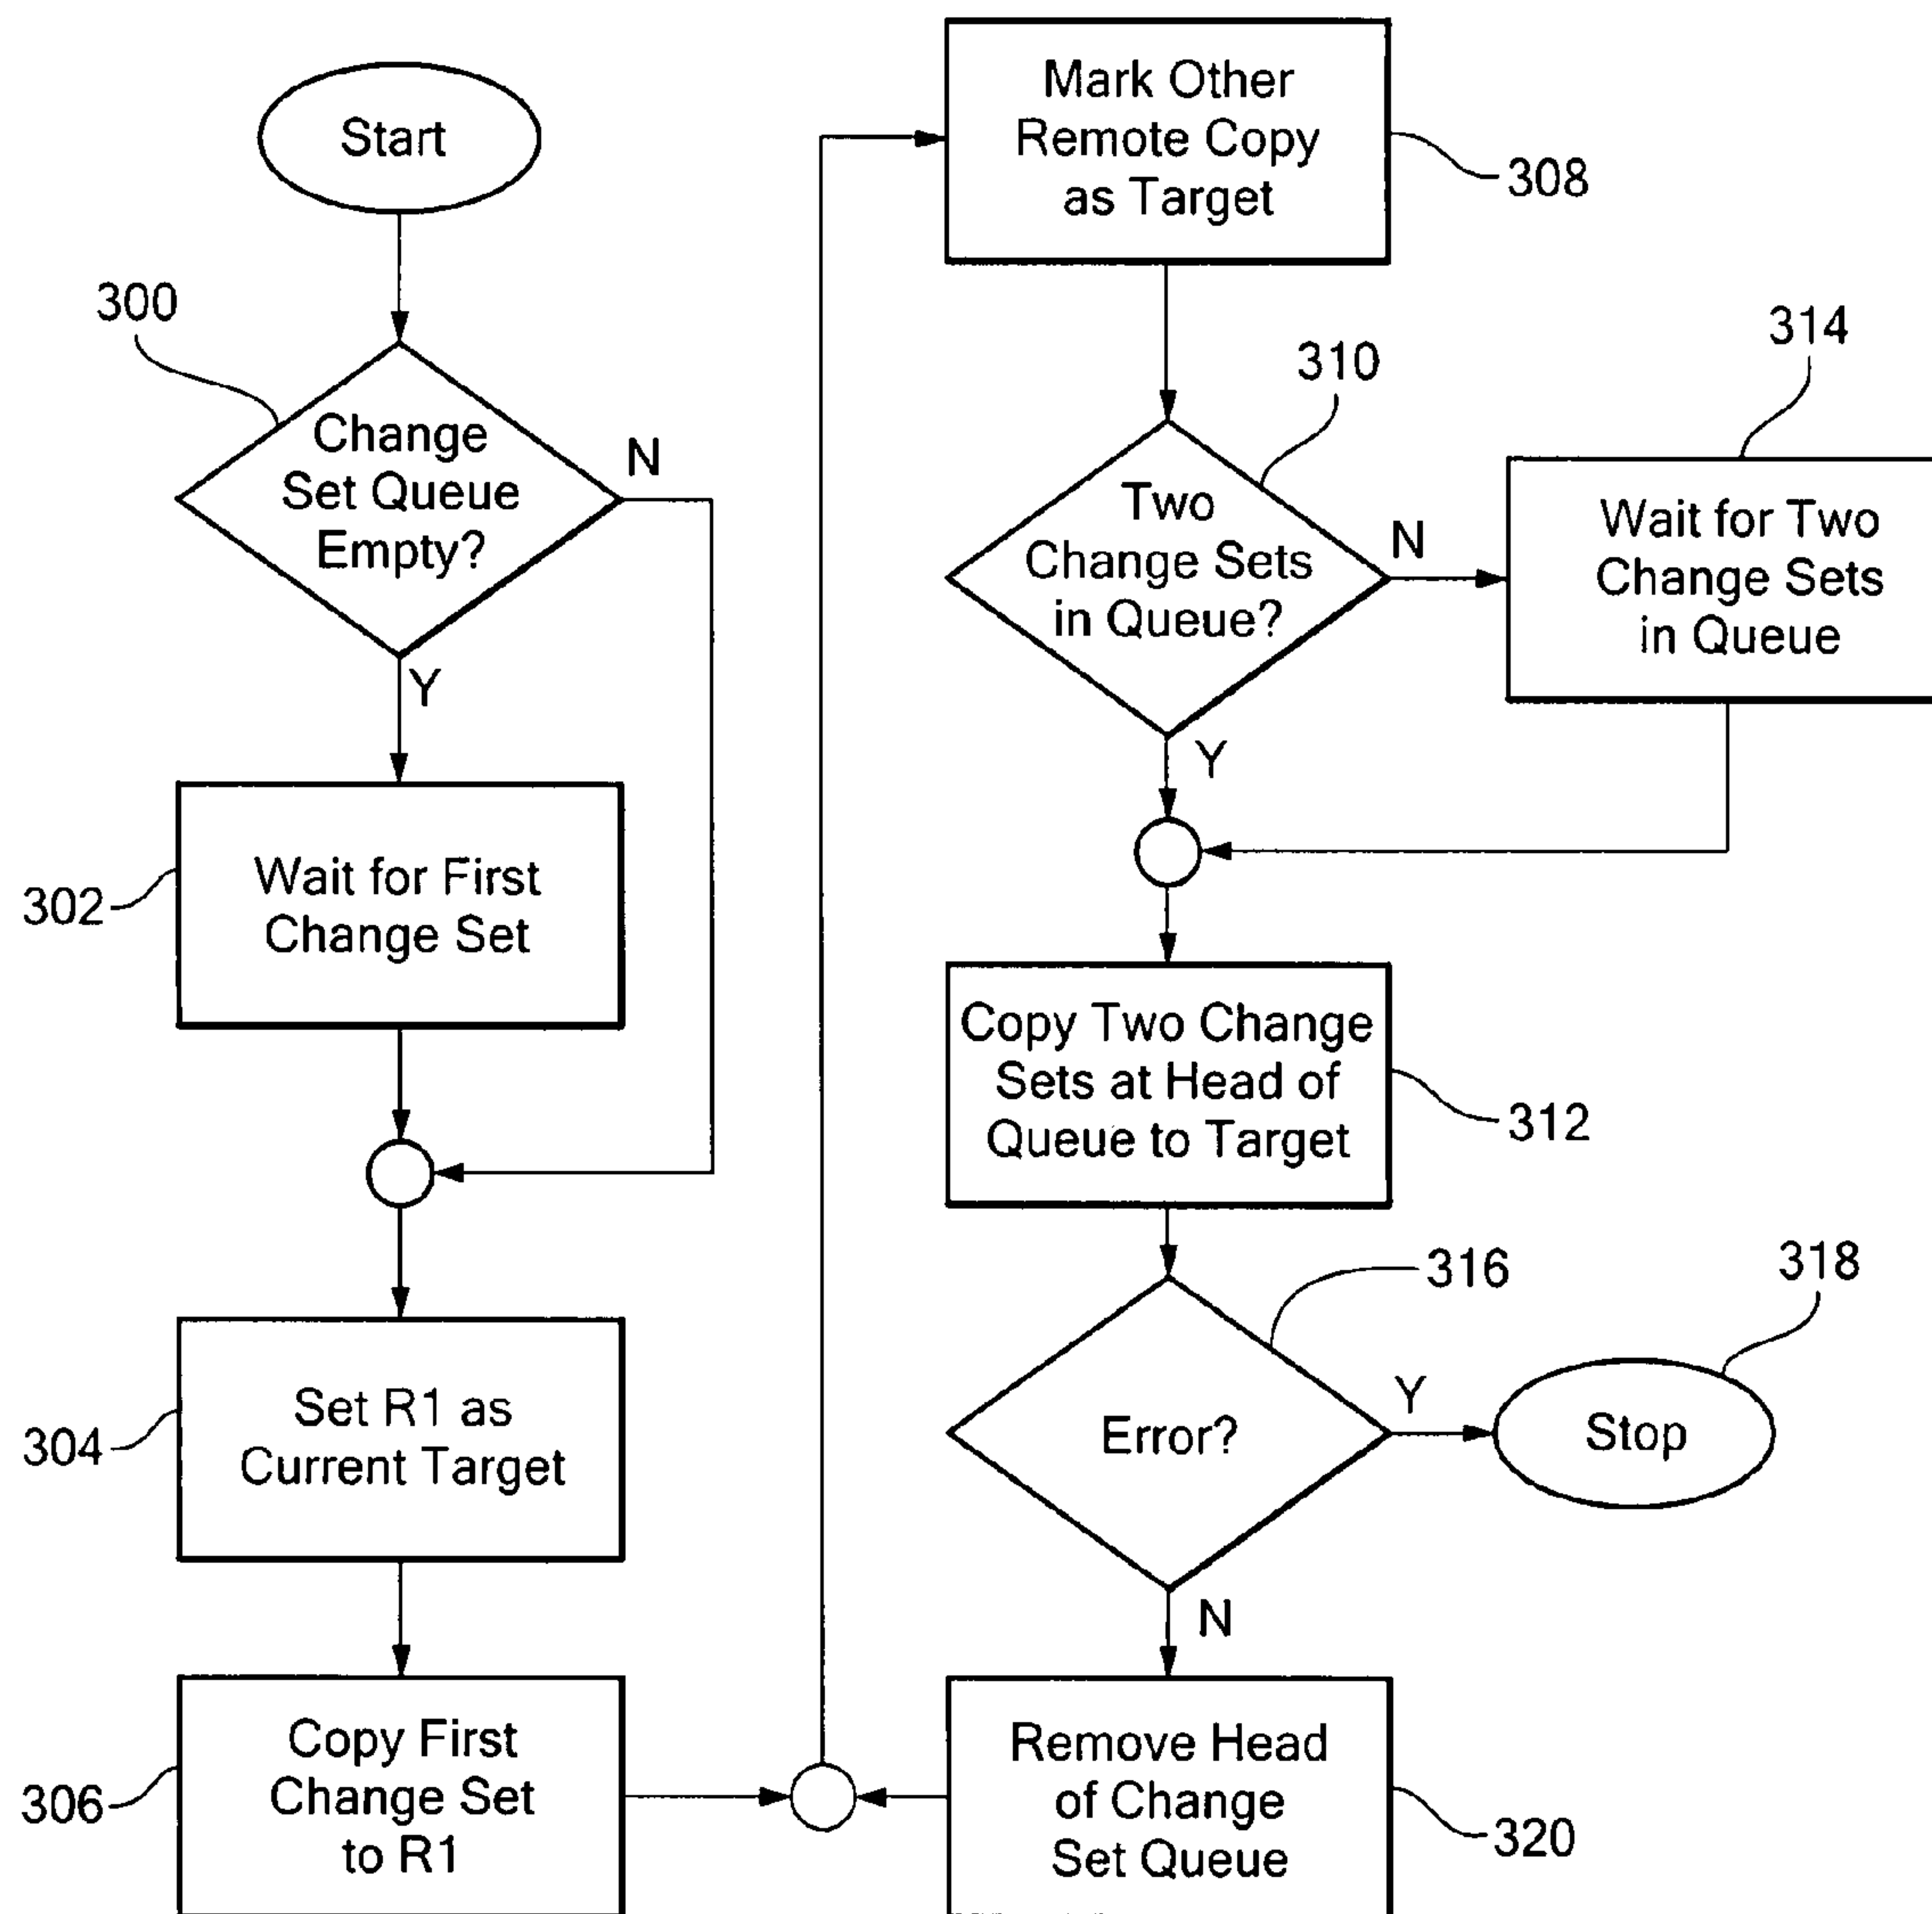 Start
300
Change
Set Queue
Empty?
N
Y
302
Wait for First
Change Set
304
Set R1 as
Current Target
306
Copy First
Change Set
to R1
Mark Other
Remote Copy
as Target
308
310
Two
Change Sets
in Queue?
N
Y
314
Wait for Two
Change Sets
in Queue
Copy Two Change
Sets at Head of
Queue to Target
312
316
Error?
Y
N
318
Stop
Remove Head
of Change
Set Queue
320